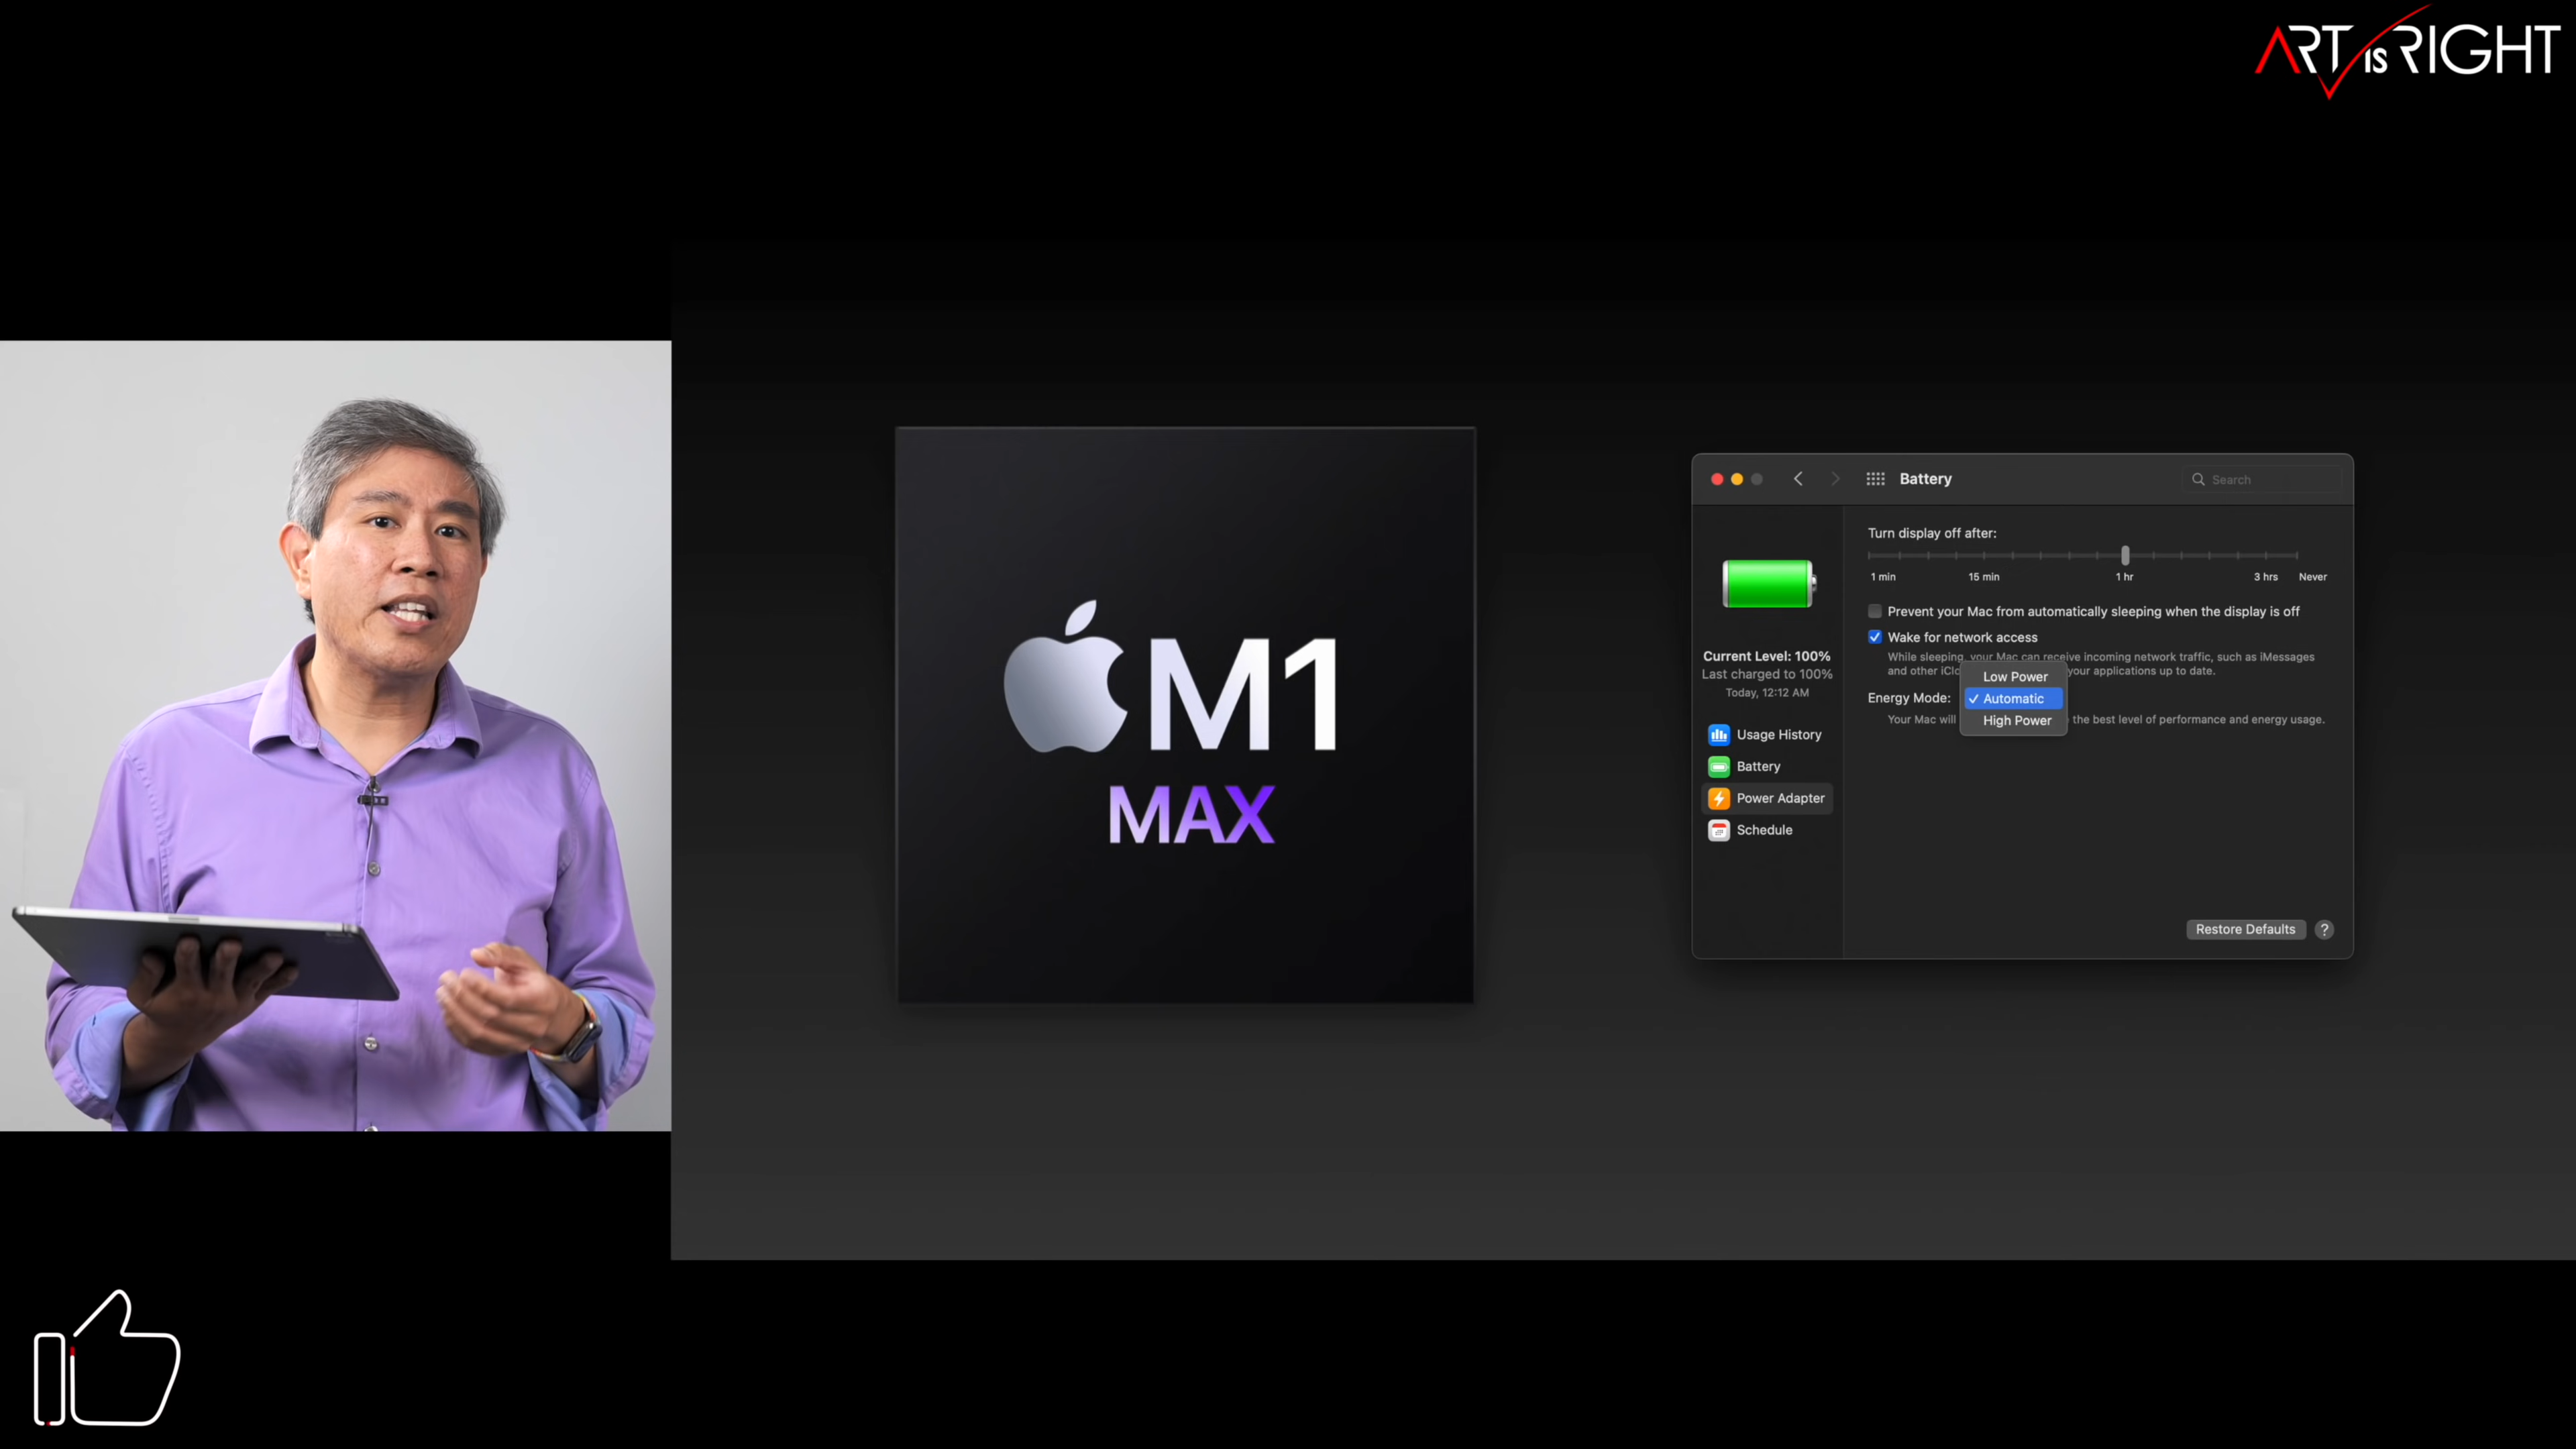 ART is RIGHT
M1
MAX
Battery
Search
Turn display off after:
1 min 15 min 1 hr 3 hrs Never
Prevent your Mac from automatically sleeping when the display is off
Wake for network access
While sleeping, your Mac can receive incoming network traffic, such as iMessages
and other iClo your applications up to date.
Low Power
Energy Mode: ✓ Automatic
Your Mac will High Power the best level of performance and energy usage.
Current Level: 100%
Last charged to 100%
Today, 12:12 AM
Usage History
Battery
Power Adapter
Schedule
Restore Defaults ?